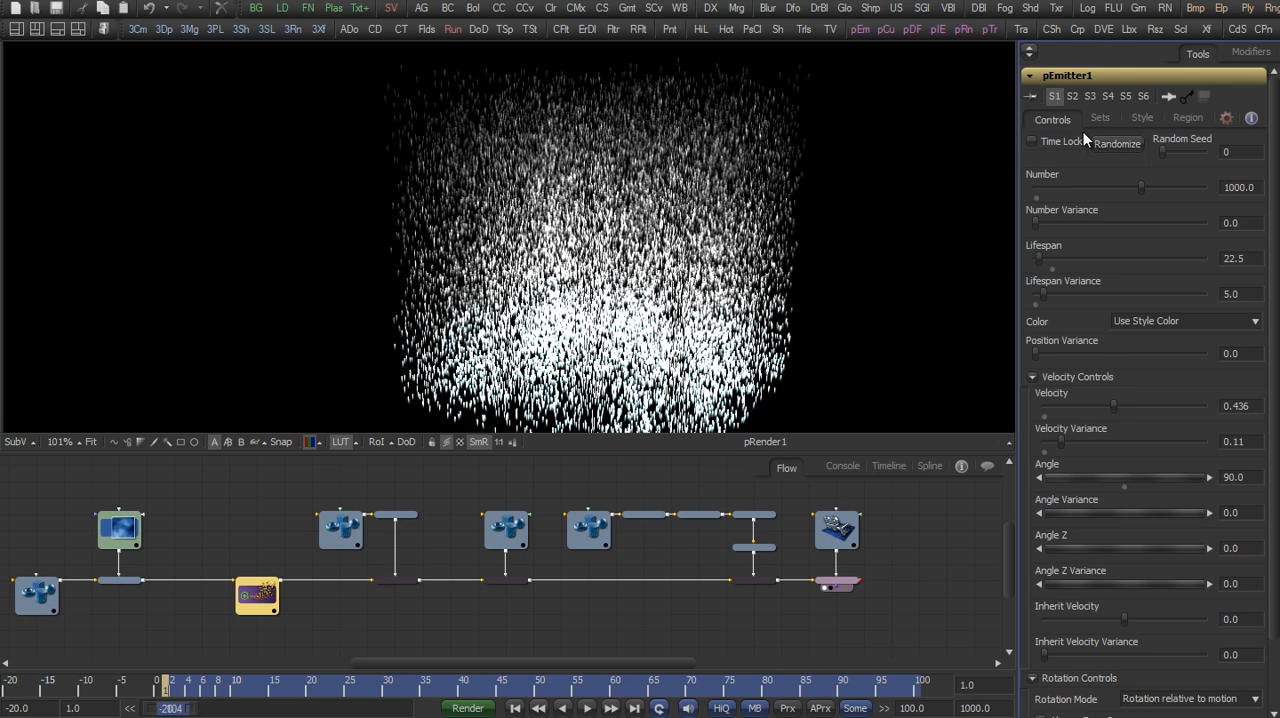 BG LD FN Plas Txt+ SV AG BC Bol CC CCv Clr CMx CS Gmt SCv WB DX Mrg Blur Dfo DrBl Glo Shrp US SGl VBl DBl Fog Shd Txr Log FLU Gm RN Bmp Elp Ply Rng
3Cm 3Dp 3Mg 3PL 3Sh 3SL 3Rn 3Xf ADo CD CT Flds Run DoD TSp TSt CFlt ErDl Fltr RFlt Pnt HiL Hot PsCl Sh Trls TV pEm pCu pDF pIE pRn pTr Tra CSh Crp DVE Lbx Rsz Scl Xf CdS CPn
Tools Modifiers
pEmitter1
S1 S2 S3 S4 S5 S6
Controls Sets Style Region
Time Lock Randomize Random Seed 0
Number
1000.0
Number Variance
0.0
Lifespan
22.5
Lifespan Variance
5.0
Color Use Style Color
Position Variance
0.0
Velocity Controls
Velocity
0.436
Velocity Variance
0.11
Angle
90.0
Angle Variance
0.0
Angle Z
0.0
Angle Z Variance
0.0
Inherit Velocity
0.0
Inherit Velocity Variance
0.0
Rotation Controls
Rotation Mode Rotation relative to motion
SubV 101% Fit A B Snap LUT RoI DoD SmR 1:1 pRender1
Flow Console Timeline Spline
-20 -15 -10 -5 0 2 4 6 8 10 15 20 25 30 35 40 45 50 55 60 65 70 75 80 85 90 95 100 1.0
-20.0 1.0 << Render HiQ MB Prx APrx Some >> 100.0 1000.0